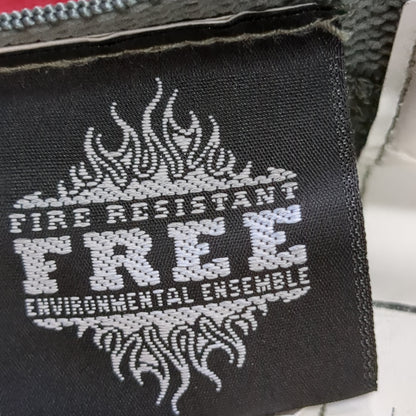 FIRE RESISTANT
FREE
ENVIRONMENTAL ENSEMBLE